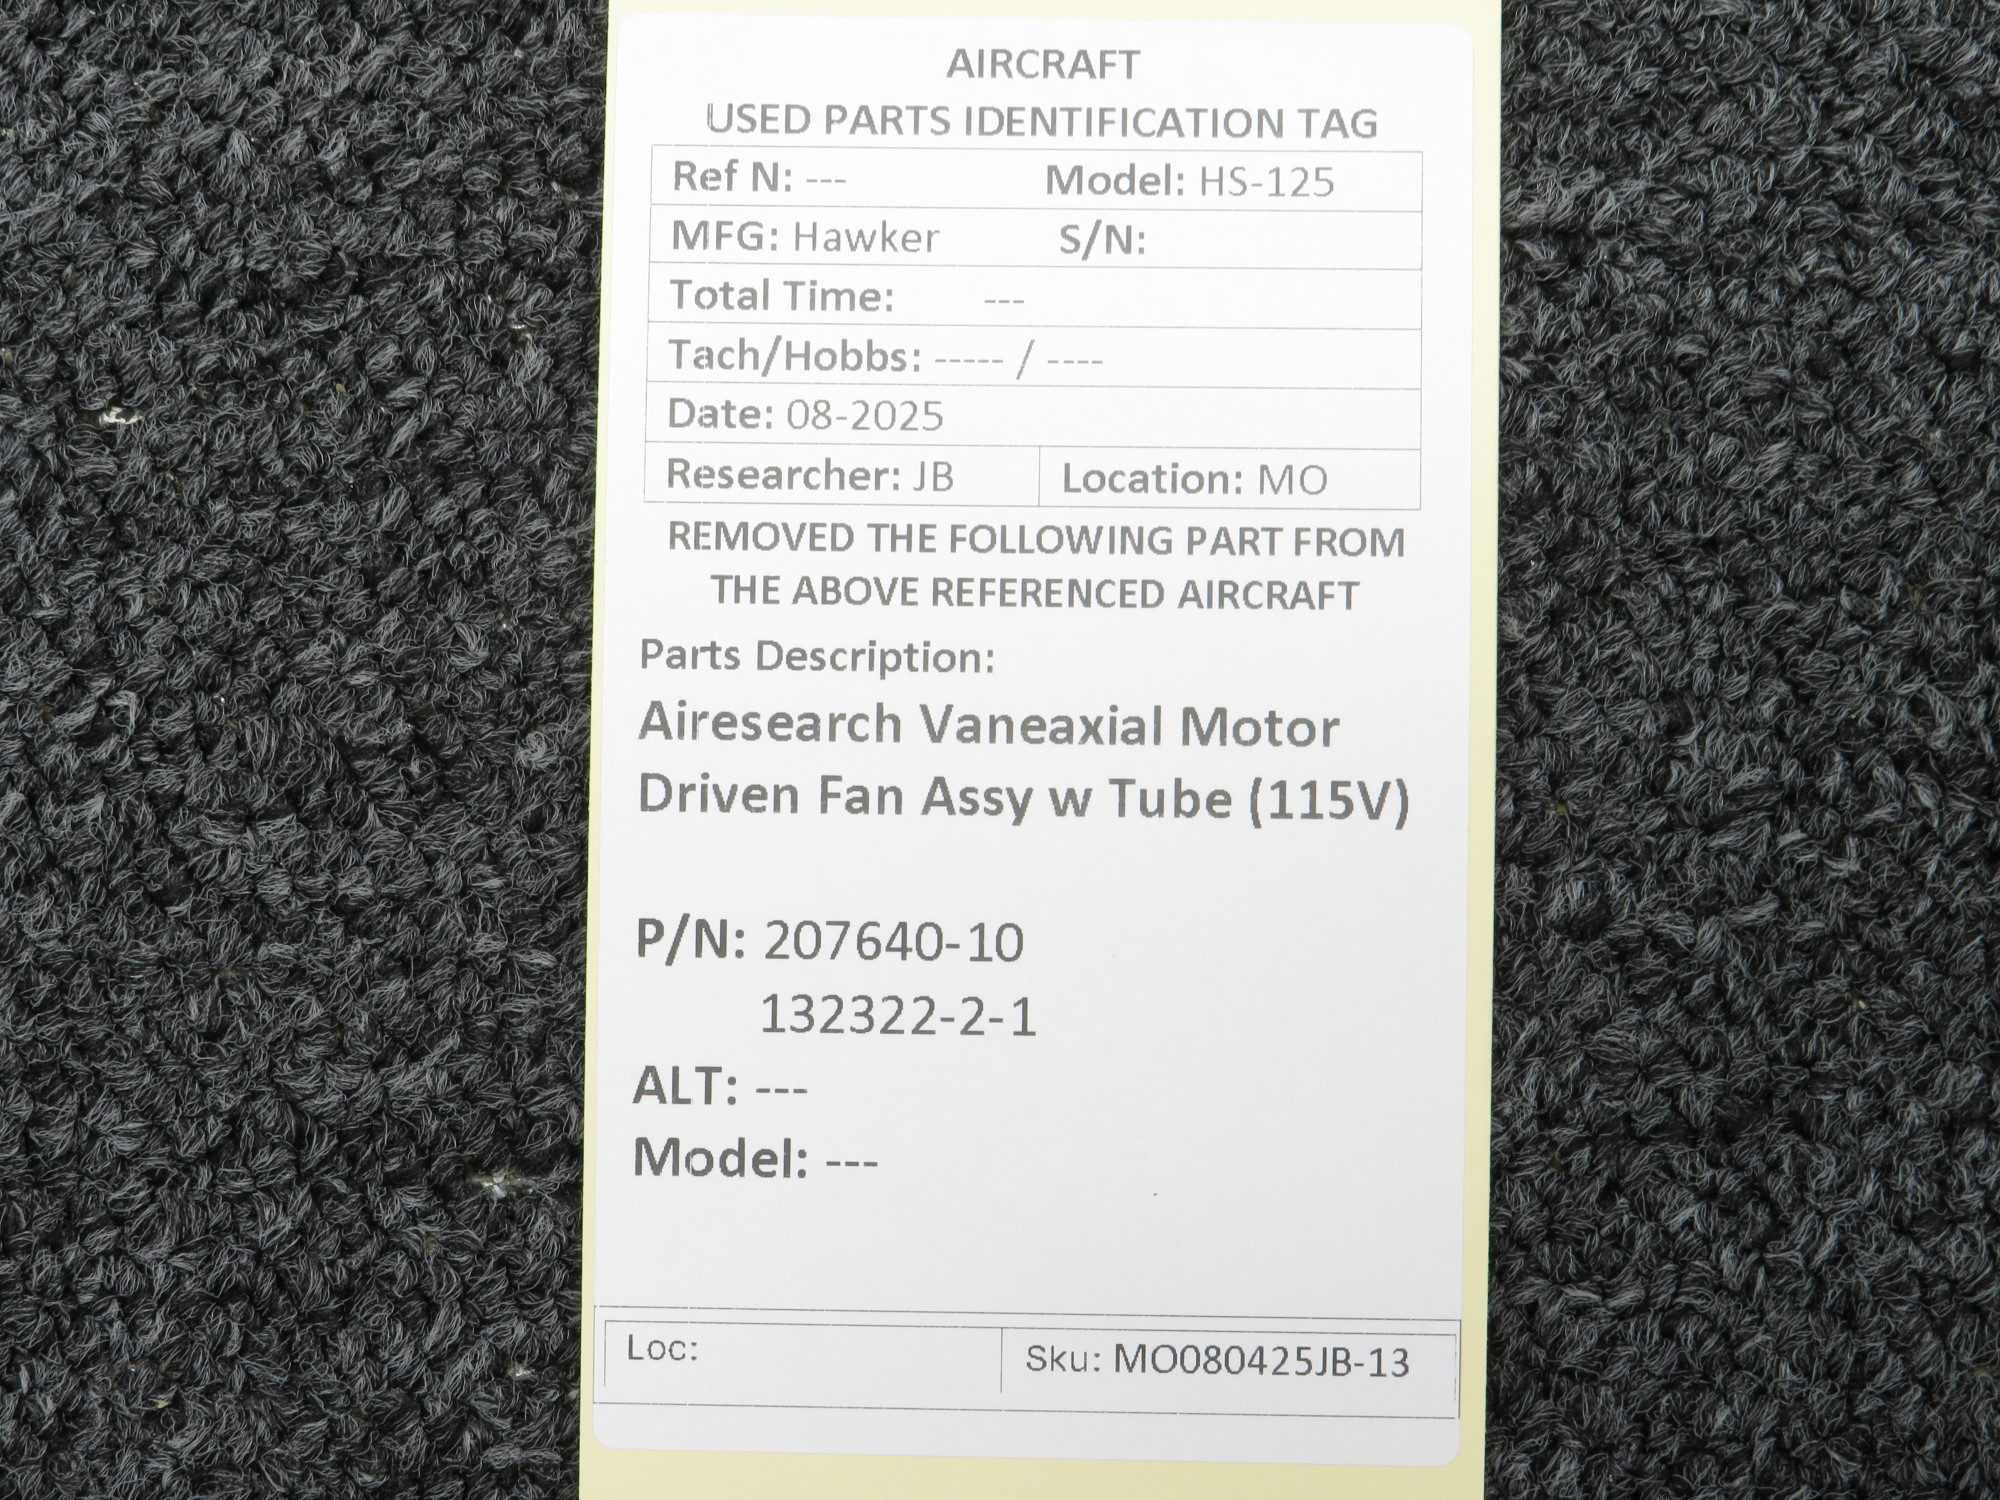 AIRCRAFT
USED PARTS IDENTIFICATION TAG
Ref N: --- Model: HS-125
MFG: Hawker S/N:
Total Time: ---
Tach/Hobbs: ----- / ----
Date: 08-2025
Researcher: JB Location: MO
REMOVED THE FOLLOWING PART FROM
THE ABOVE REFERENCED AIRCRAFT
Parts Description:
Airesearch Vaneaxial Motor
Driven Fan Assy w Tube (115V)
P/N: 207640-10
132322-2-1
ALT: ---
Model: ---
Loc: Sku: MO080425JB-13